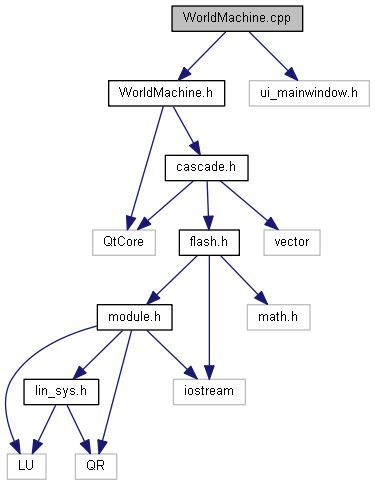 WorldMachine.cpp
WorldMachine.h
ui_mainwindow.h
cascade.h
QtCore
flash.h
vector
module.h
math.h
lin_sys.h
iostream
LU
QR